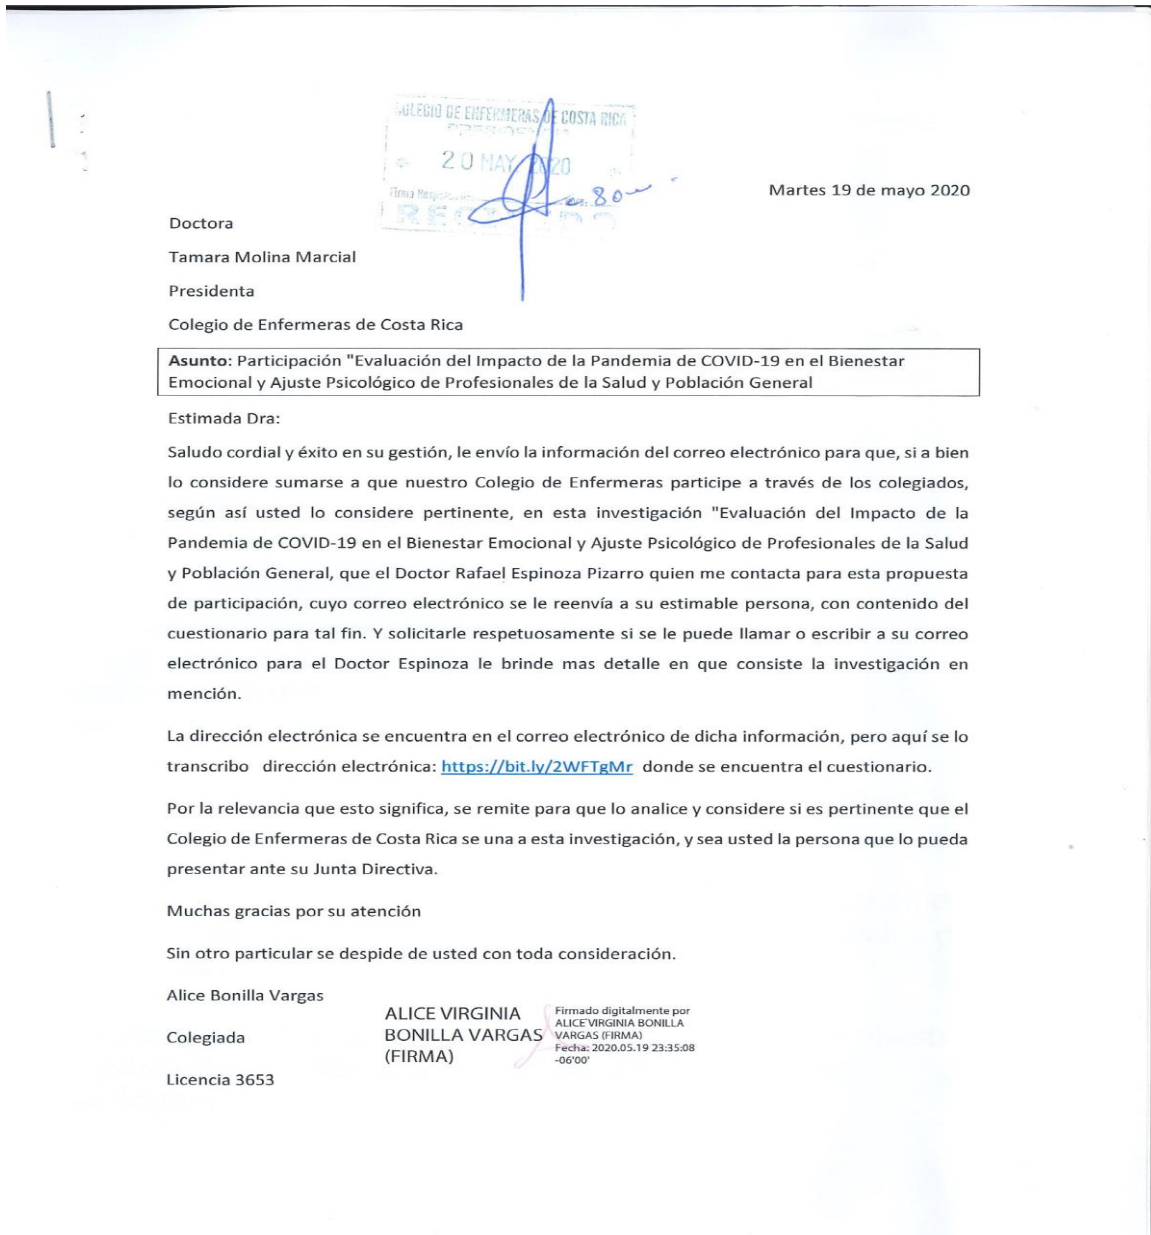 COLEGIO DE ENFERMERAS DE COSTA RICA
20 MAY 2020
Martes 19 de mayo 2020
Doctora
Tamara Molina Marcial
Presidenta
Colegio de Enfermeras de Costa Rica
Asunto: Participación "Evaluación del Impacto de la Pandemia de COVID-19 en el Bienestar
Emocional y Ajuste Psicológico de Profesionales de la Salud y Población General
Estimada Dra:
Saludo cordial y éxito en su gestión, le envío la información del correo electrónico para que, si a bien
lo considere sumarse a que nuestro Colegio de Enfermeras participe a través de los colegiados,
según así usted lo considere pertinente, en esta investigación "Evaluación del Impacto de la
Pandemia de COVID-19 en el Bienestar Emocional y Ajuste Psicológico de Profesionales de la Salud
y Población General, que el Doctor Rafael Espinoza Pizarro quien me contacta para esta propuesta
de participación, cuyo correo electrónico se le reenvía a su estimable persona, con contenido del
cuestionario para tal fin. Y solicitarle respetuosamente si se le puede llamar o escribir a su correo
electrónico para el Doctor Espinoza le brinde mas detalle en que consiste la investigación en
mención.
La dirección electrónica se encuentra en el correo electrónico de dicha información, pero aquí se lo
transcribo dirección electrónica: https://bit.ly/2WFTgMr donde se encuentra el cuestionario.
Por la relevancia que esto significa, se remite para que lo analice y considere si es pertinente que el
Colegio de Enfermeras de Costa Rica se una a esta investigación, y sea usted la persona que lo pueda
presentar ante su Junta Directiva.
Muchas gracias por su atención
Sin otro particular se despide de usted con toda consideración.
Alice Bonilla Vargas
Colegiada
Licencia 3653
ALICE VIRGINIA
BONILLA VARGAS
(FIRMA)
Firmado digitalmente por
ALICE VIRGINIA BONILLA
VARGAS (FIRMA)
Fecha: 2020.05.19 23:35:08
-06'00'